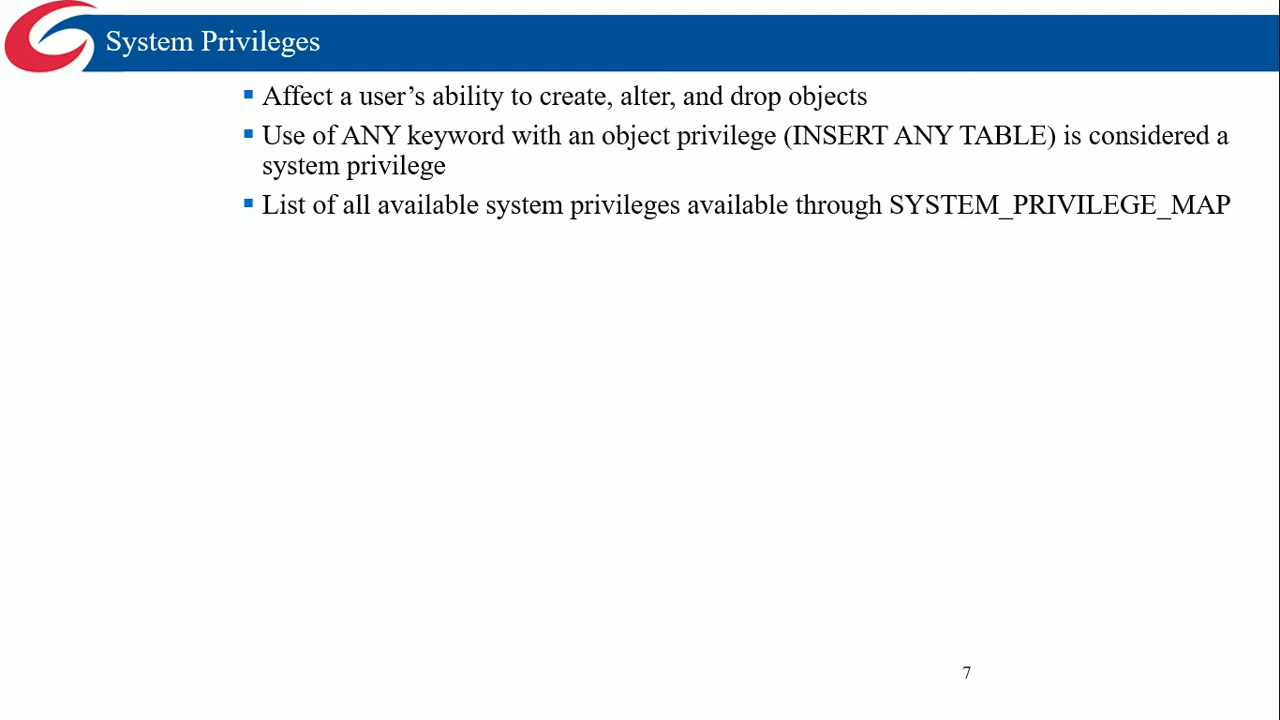 System Privileges
▪ Affect a user’s ability to create, alter, and drop objects
▪ Use of ANY keyword with an object privilege (INSERT ANY TABLE) is considered a
system privilege
▪ List of all available system privileges available through SYSTEM_PRIVILEGE_MAP
7